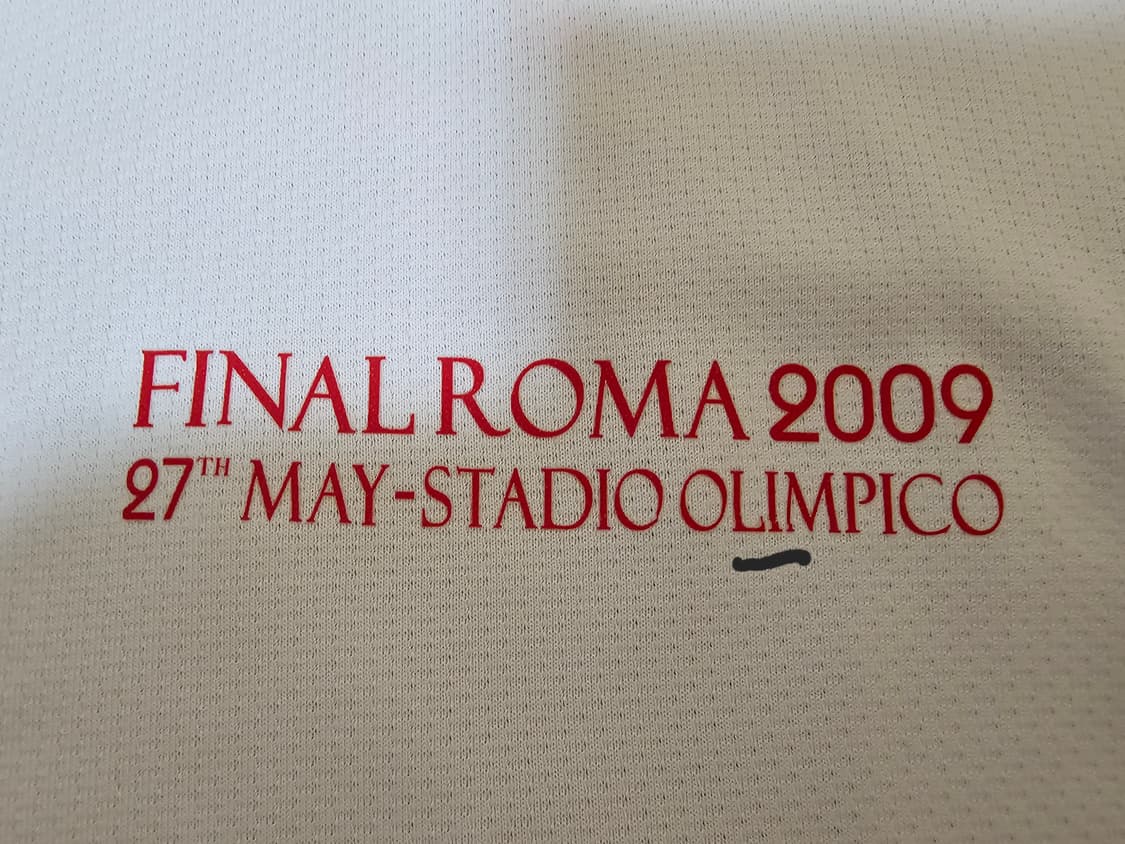 FINAL ROMA 2009
27TH MAY-STADIO OLIMPICO